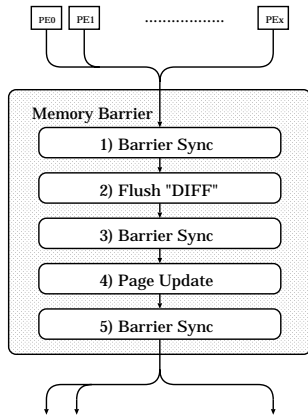 PE0 PE1 ................... PEx
Memory Barrier
1) Barrier Sync
2) Flush "DIFF"
3) Barrier Sync
4) Page Update
5) Barrier Sync